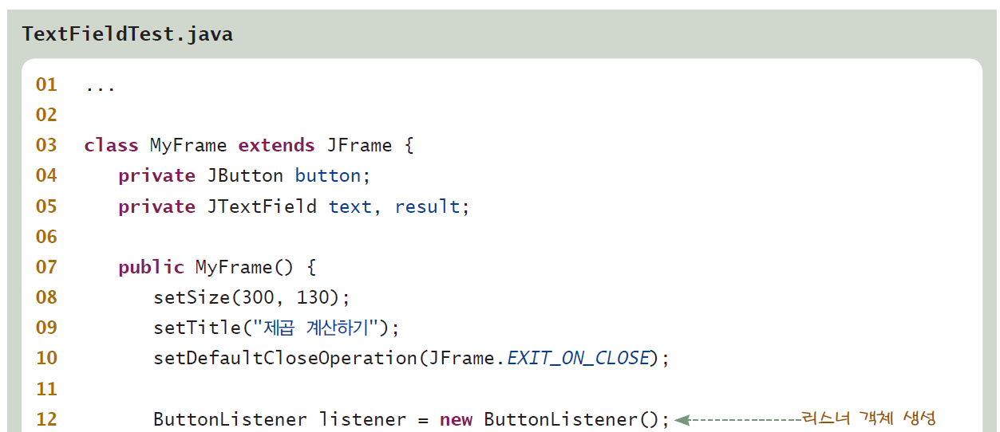 TextFieldTest.java
01 ...
02
03 class MyFrame extends JFrame {
04 private JButton button;
05 private JTextField text, result;
06
07 public MyFrame() {
08 setSize(300, 130);
09 setTitle("제곱 계산하기");
10 setDefaultCloseOperation(JFrame.EXIT_ON_CLOSE);
11
12 ButtonListener listener = new ButtonListener(); 리스너 객체 생성